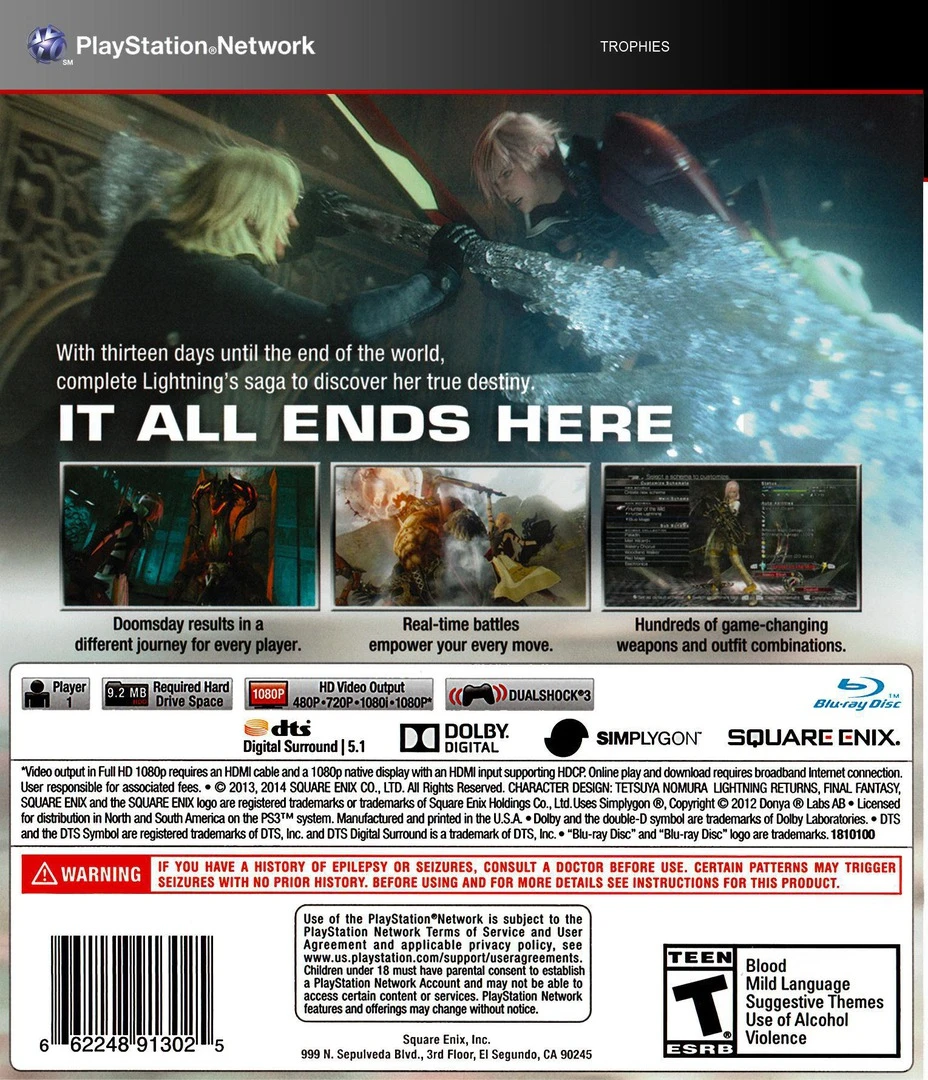 PlayStation®Network
SM
TROPHIES
With thirteen days until the end of the world,
complete Lightning's saga to discover her true destiny.
IT ALL ENDS HERE
Select a schema to customize.
Doomsday results in a
different journey for every player.
Real-time battles
empower your every move.
Hundreds of game-changing
weapons and outfit combinations.
Player
1
9.2 MB
Required Hard
Drive Space
1080P
HD Video Output
480P•720P•1080i•1080P*
DUALSHOCK®3
Blu-ray Disc™
dts
Digital Surround | 5.1
DOLBY.
DIGITAL
SIMPLYGON™
SQUARE ENIX.
*Video output in Full HD 1080p requires an HDMI cable and a 1080p native display with an HDMI input supporting HDCP. Online play and download requires broadband Internet connection.
User responsible for associated fees. • © 2013, 2014 SQUARE ENIX CO., LTD. All Rights Reserved. CHARACTER DESIGN: TETSUYA NOMURA LIGHTNING RETURNS, FINAL FANTASY,
SQUARE ENIX and the SQUARE ENIX logo are registered trademarks or trademarks of Square Enix Holdings Co., Ltd. Uses Simplygon ®, Copyright © 2012 Donya ® Labs AB • Licensed
for distribution in North and South America on the PS3™ system. Manufactured and printed in the U.S.A. • Dolby and the double-D symbol are trademarks of Dolby Laboratories. • DTS
and the DTS Symbol are registered trademarks of DTS, Inc. and DTS Digital Surround is a trademark of DTS, Inc. • “Blu-ray Disc” and “Blu-ray Disc” logo are trademarks. 1810100
WARNING
IF YOU HAVE A HISTORY OF EPILEPSY OR SEIZURES, CONSULT A DOCTOR BEFORE USE. CERTAIN PATTERNS MAY TRIGGER
SEIZURES WITH NO PRIOR HISTORY. BEFORE USING AND FOR MORE DETAILS SEE INSTRUCTIONS FOR THIS PRODUCT.
Use of the PlayStation®Network is subject to the
PlayStation Network Terms of Service and User
Agreement and applicable privacy policy, see
www.us.playstation.com/support/useragreements.
Children under 18 must have parental consent to establish
a PlayStation Network Account and may not be able to
access certain content or services. PlayStation Network
features and offerings may change without notice.
Square Enix, Inc.
999 N. Sepulveda Blvd., 3rd Floor, El Segundo, CA 90245
6 62248 91302 5
TEEN
T®
ESRB
Blood
Mild Language
Suggestive Themes
Use of Alcohol
Violence